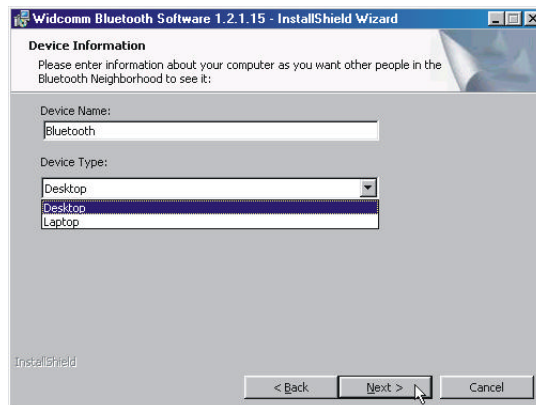 Widcomm Bluetooth Software 1.2.1.15 - InstallShield Wizard
Device Information
Please enter information about your computer as you want other people in the
Bluetooth Neighborhood to see it:
Device Name:
Bluetooth
Device Type:
Desktop
Desktop
Laptop
InstallShield
< Back
Next >
Cancel